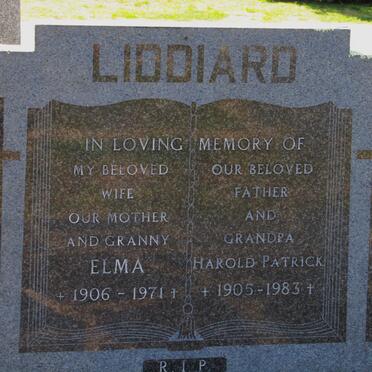 LIDDIARD
IN LOVING MEMORY OF
MY BELOVED
WIFE
OUR MOTHER
AND GRANNY
ELMA
† 1906 - 1971 †
OUR BELOVED
FATHER
AND
GRANDPA
HAROLD PATRICK
† 1905-1983 †
R.I.P.